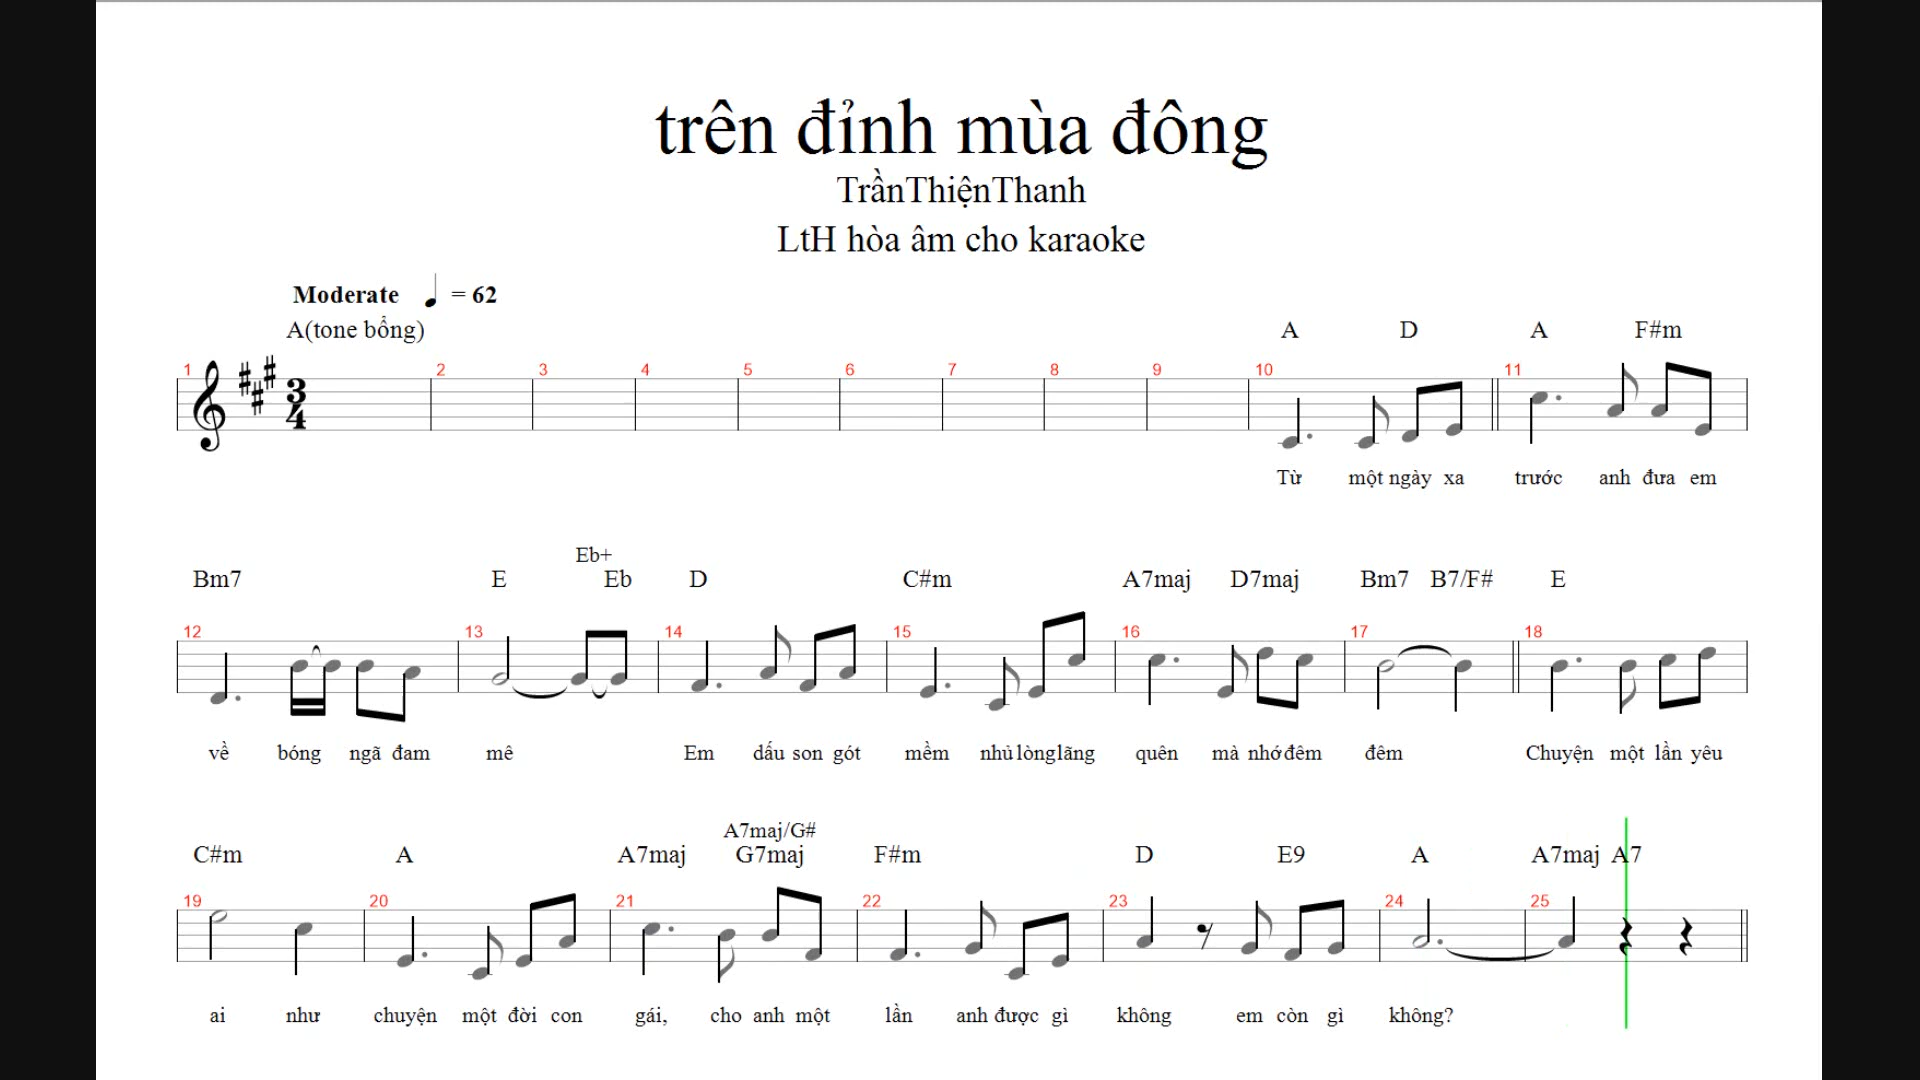 trên đỉnh mùa đông
TrầnThiệnThanh
LtH hòa âm cho karaoke
Moderate = 62
A(tone bổng) A D A F#m
1 2 3 4 5 6 7 8 9 10 11
3
4
Từ một ngày xa trước anh đưa em
Eb+
Bm7 E Eb D C#m A7maj D7maj Bm7 B7/F# E
12 13 14 15 16 17 18
về bóng ngã đam mê Em dấu son gót mềm nhủ lòng lãng quên mà nhớ đêm đêm Chuyện một lần yêu
A7maj/G#
C#m A A7maj G7maj F#m D E9 A A7maj A7
19 20 21 22 23 24 25
ai như chuyện một đời con gái, cho anh một lần anh được gì không em còn gì không?